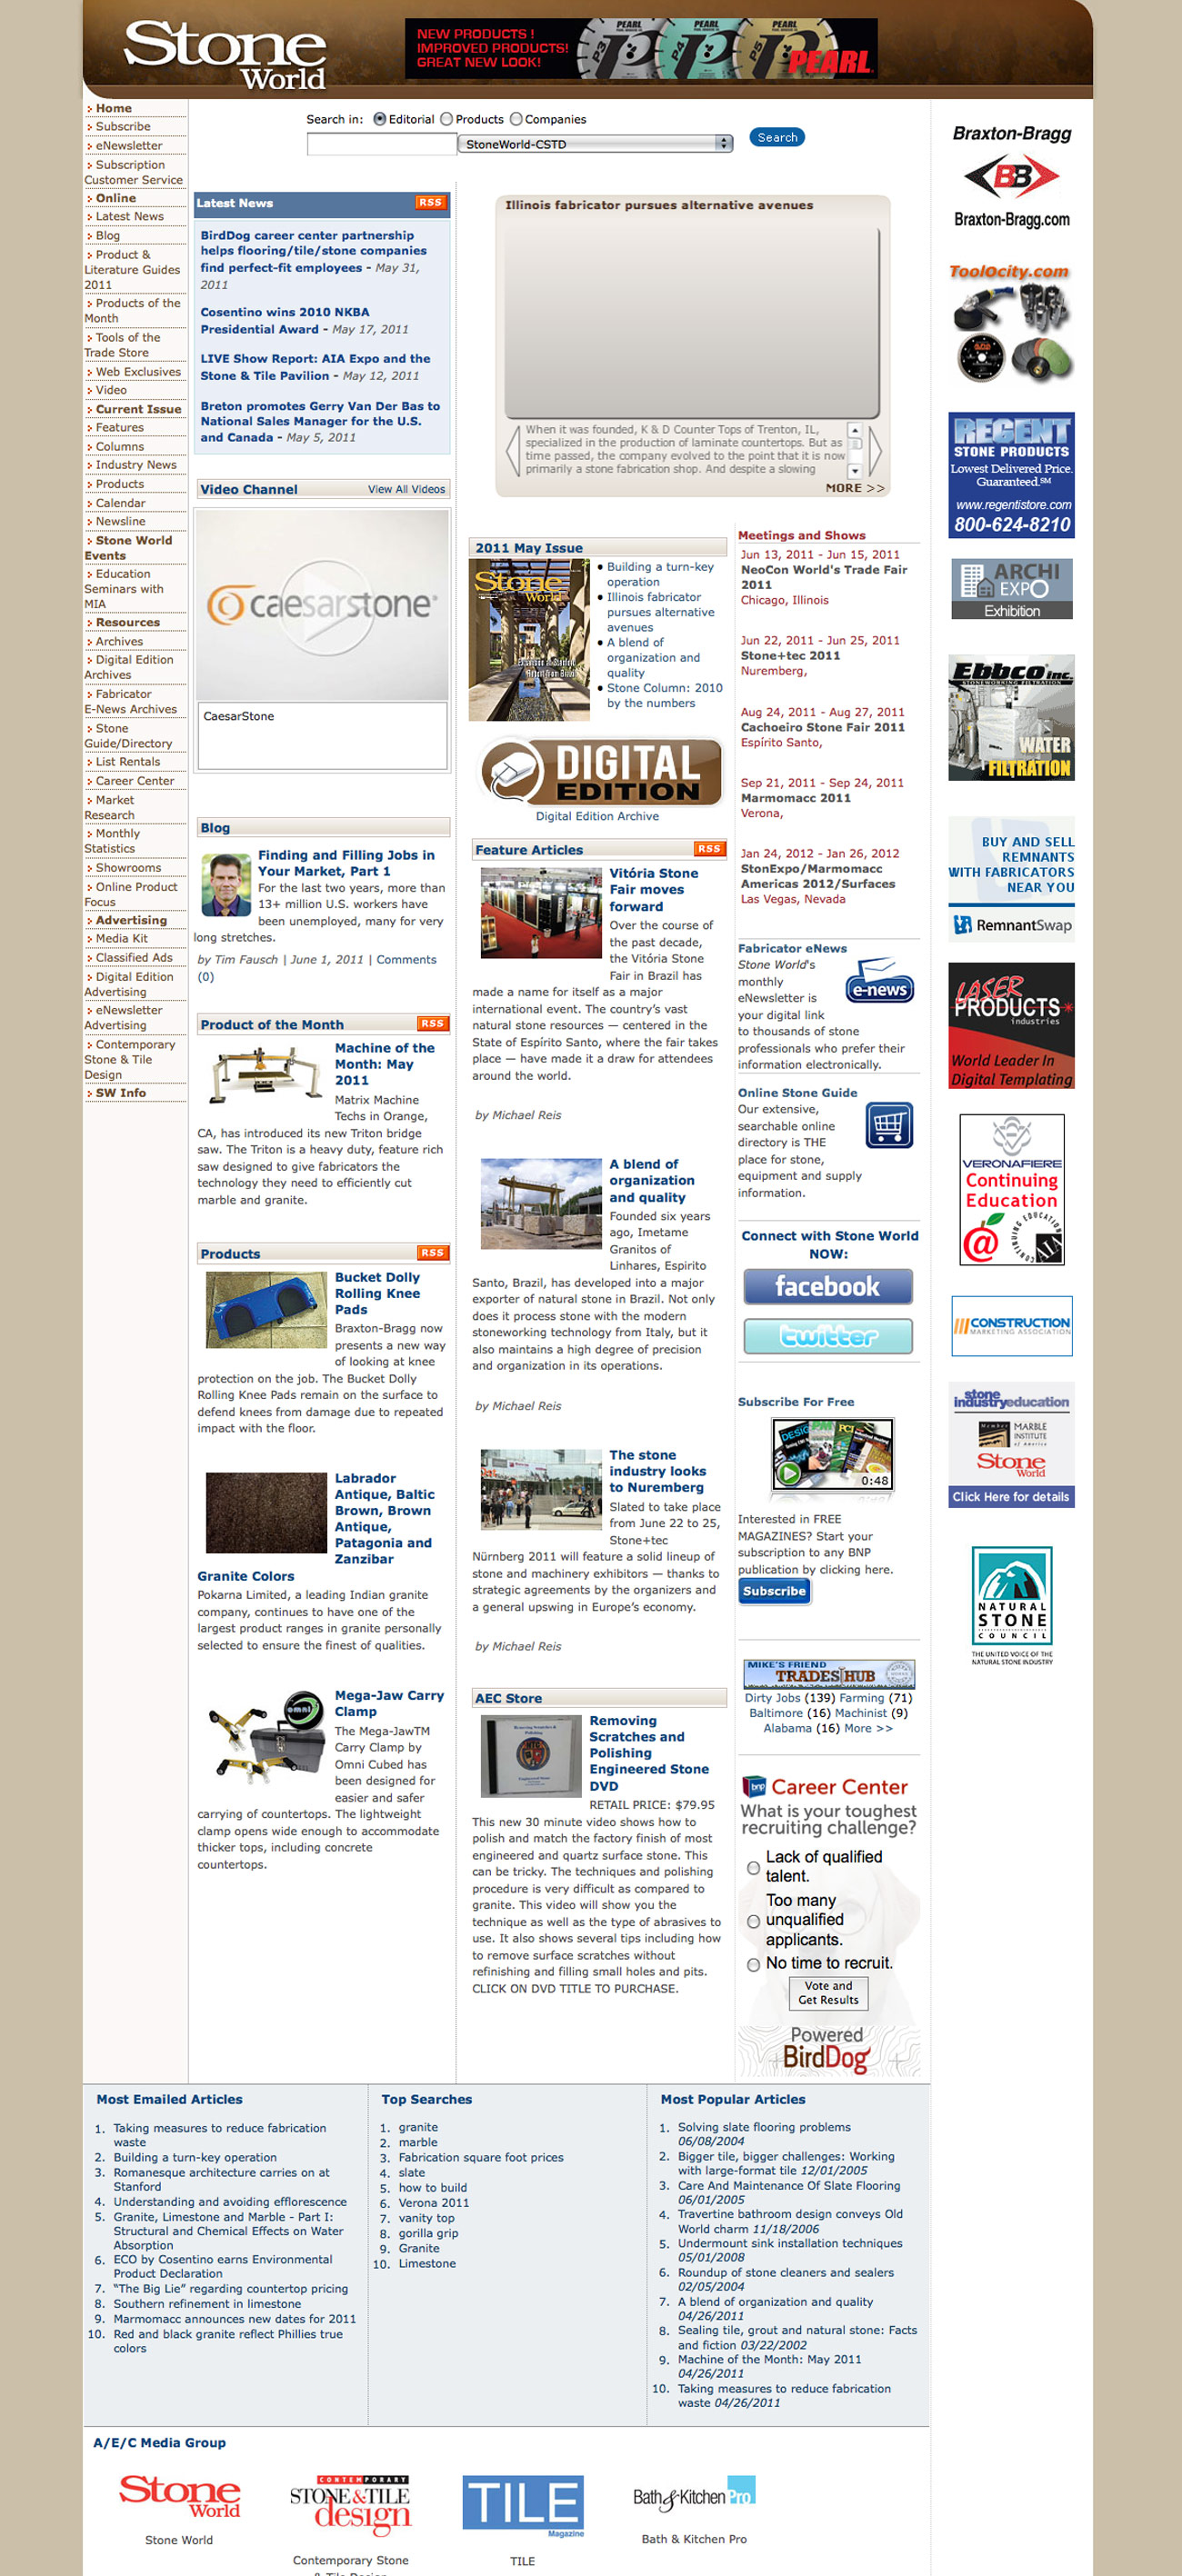 Stone
World
NEW PRODUCTS !
IMPROVED PRODUCTS!
GREAT NEW LOOK!
P3
P4
P5
PEARL
Home
Subscribe
eNewsletter
Subscription
Customer Service
Online
Latest News
Blog
Product &
Literature Guides
2011
Products of the
Month
Tools of the
Trade Store
Web Exclusives
Video
Current Issue
Features
Columns
Industry News
Products
Calendar
Newsline
Stone World
Events
Education
Seminars with
MIA
Resources
Archives
Digital Edition
Archives
Fabricator
E-News Archives
Stone
Guide/Directory
List Rentals
Career Center
Market
Research
Monthly
Statistics
Showrooms
Online Product
Focus
Advertising
Media Kit
Classified Ads
Digital Edition
Advertising
eNewsletter
Advertising
Contemporary
Stone & Tile
Design
SW Info
Search in: Editorial Products Companies
StoneWorld-CSTD
Search
Latest News RSS
BirdDog career center partnership
helps flooring/tile/stone companies
find perfect-fit employees - May 31,
2011
Cosentino wins 2010 NKBA
Presidential Award - May 17, 2011
LIVE Show Report: AIA Expo and the
Stone & Tile Pavilion - May 12, 2011
Breton promotes Gerry Van Der Bas to
National Sales Manager for the U.S.
and Canada - May 5, 2011
Video Channel View All Videos
caesarstone
CaesarStone
Blog
Finding and Filling Jobs in
Your Market, Part 1
For the last two years, more than
13+ million U.S. workers have
been unemployed, many for very
long stretches.
by Tim Fausch | June 1, 2011 | Comments
(0)
Product of the Month RSS
Machine of the
Month: May
2011
Matrix Machine
Techs in Orange,
CA, has introduced its new Triton bridge
saw. The Triton is a heavy duty, feature rich
saw designed to give fabricators the
technology they need to efficiently cut
marble and granite.
Products RSS
Bucket Dolly
Rolling Knee
Pads
Braxton-Bragg now
presents a new way
of looking at knee
protection on the job. The Bucket Dolly
Rolling Knee Pads remain on the surface to
defend knees from damage due to repeated
impact with the floor.
Labrador
Antique, Baltic
Brown, Brown
Antique,
Patagonia and
Zanzibar
Granite Colors
Pokarna Limited, a leading Indian granite
company, continues to have one of the
largest product ranges in granite personally
selected to ensure the finest of qualities.
omni
Mega-Jaw Carry
Clamp
The Mega-JawTM
Carry Clamp by
Omni Cubed has
been designed for
easier and safer
carrying of countertops. The lightweight
clamp opens wide enough to accommodate
thicker tops, including concrete
countertops.
Illinois fabricator pursues alternative avenues
When it was founded, K & D Counter Tops of Trenton, IL,
specialized in the production of laminate countertops. But as
time passed, the company evolved to the point that it is now
primarily a stone fabrication shop. And despite a slowing
MORE >>
2011 May Issue
Stone
World
Building a turn-key
operation
Illinois fabricator
pursues alternative
avenues
A blend of
organization and
quality
Stone Column: 2010
by the numbers
DIGITAL
EDITION
Digital Edition Archive
Feature Articles RSS
Vitória Stone
Fair moves
forward
Over the course of
the past decade,
the Vitória Stone
Fair in Brazil has
made a name for itself as a major
international event. The country's vast
natural stone resources — centered in the
State of Espírito Santo, where the fair takes
place — have made it a draw for attendees
around the world.
by Michael Reis
A blend of
organization
and quality
Founded six years
ago, Imetame
Granitos of
Linhares, Espirito
Santo, Brazil, has developed into a major
exporter of natural stone in Brazil. Not only
does it process stone with the modern
stoneworking technology from Italy, but it
also maintains a high degree of precision
and organization in its operations.
by Michael Reis
The stone
industry looks
to Nuremberg
Slated to take place
from June 22 to 25,
Stone+tec
Nürnberg 2011 will feature a solid lineup of
stone and machinery exhibitors — thanks to
strategic agreements by the organizers and
a general upswing in Europe's economy.
by Michael Reis
AEC Store
Removing
Scratches and
Polishing
Engineered Stone
DVD
RETAIL PRICE: $79.95
This new 30 minute video shows how to
polish and match the factory finish of most
engineered and quartz surface stone. This
can be tricky. The techniques and polishing
procedure is very difficult as compared to
granite. This video will show you the
technique as well as the type of abrasives to
use. It also shows several tips including how
to remove surface scratches without
refinishing and filling small holes and pits.
CLICK ON DVD TITLE TO PURCHASE.
Meetings and Shows
Jun 13, 2011 - Jun 15, 2011
NeoCon World's Trade Fair
2011
Chicago, Illinois
Jun 22, 2011 - Jun 25, 2011
Stone+tec 2011
Nuremberg,
Aug 24, 2011 - Aug 27, 2011
Cachoeiro Stone Fair 2011
Espírito Santo,
Sep 21, 2011 - Sep 24, 2011
Marmomacc 2011
Verona,
Jan 24, 2012 - Jan 26, 2012
StonExpo/Marmomacc
Americas 2012/Surfaces
Las Vegas, Nevada
Fabricator eNews
Stone World's
monthly
eNewsletter is
your digital link
to thousands of stone
professionals who prefer their
information electronically.
e-news
Online Stone Guide
Our extensive,
searchable online
directory is THE
place for stone,
equipment and supply
information.
Connect with Stone World
NOW:
facebook
twitter
Subscribe For Free
0:48
Interested in FREE
MAGAZINES? Start your
subscription to any BNP
publication by clicking here.
Subscribe
MIKE'S FRIEND
TRADES HUB
Dirty Jobs (139) Farming (71)
Baltimore (16) Machinist (9)
Alabama (16) More >>
bnp Career Center
What is your toughest
recruiting challenge?
Lack of qualified
talent.
Too many
unqualified
applicants.
No time to recruit.
Vote and
Get Results
Powered
BirdDog
Braxton-Bragg
BB
Braxton-Bragg.com
ToolOcity.com
REGENT
STONE PRODUCTS
Lowest Delivered Price.
Guaranteed.℠
www.regentistore.com
800-624-8210
ARCHI
EXPO
Exhibition
Ebbco inc.
STONEWORKING FILTRATION
WATER
FILTRATION
BUY AND SELL
REMNANTS
WITH FABRICATORS
NEAR YOU
RemnantSwap
LASER
PRODUCTS
industries
World Leader In
Digital Templating
VERONAFIERE
Continuing
Education
CONTINUING EDUCATION
AIA
CONSTRUCTION
MARKETING ASSOCIATION
stone
industryeducation
Member
MARBLE
INSTITUTE
of America
Stone
World
Click Here for details
NATURAL
STONE
COUNCIL
THE UNITED VOICE OF THE
NATURAL STONE INDUSTRY
Most Emailed Articles
1. Taking measures to reduce fabrication
waste
2. Building a turn-key operation
3. Romanesque architecture carries on at
Stanford
4. Understanding and avoiding efflorescence
5. Granite, Limestone and Marble - Part I:
Structural and Chemical Effects on Water
Absorption
6. ECO by Cosentino earns Environmental
Product Declaration
7. “The Big Lie” regarding countertop pricing
8. Southern refinement in limestone
9. Marmomacc announces new dates for 2011
10. Red and black granite reflect Phillies true
colors
Top Searches
1. granite
2. marble
3. Fabrication square foot prices
4. slate
5. how to build
6. Verona 2011
7. vanity top
8. gorilla grip
9. Granite
10. Limestone
Most Popular Articles
1. Solving slate flooring problems
06/08/2004
2. Bigger tile, bigger challenges: Working
with large-format tile 12/01/2005
3. Care And Maintenance Of Slate Flooring
06/01/2005
4. Travertine bathroom design conveys Old
World charm 11/18/2006
5. Undermount sink installation techniques
05/01/2008
6. Roundup of stone cleaners and sealers
02/05/2004
7. A blend of organization and quality
04/26/2011
8. Sealing tile, grout and natural stone: Facts
and fiction 03/22/2002
9. Machine of the Month: May 2011
04/26/2011
10. Taking measures to reduce fabrication
waste 04/26/2011
A/E/C Media Group
Stone
World
Stone World
CONTEMPORARY
STONE & TILE
design
Contemporary Stone
TILE
Magazine
TILE
Bath & Kitchen Pro
Bath & Kitchen Pro